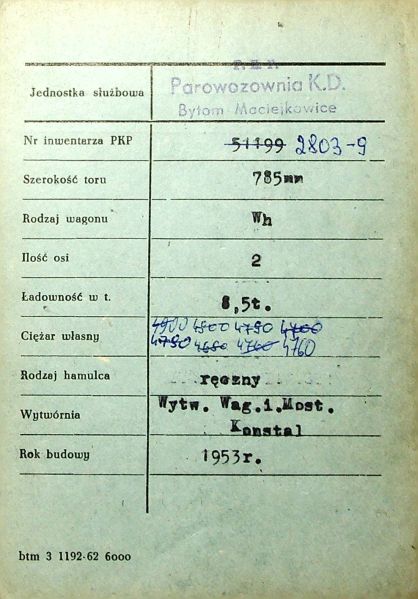 P.K.P.
Jednostka służbowa Parowozownia K.D.
Bytom Maciejkowice
Nr inwentarza PKP 51199 2803-9
Szerokość toru 785mm
Rodzaj wagonu Wh
Ilość osi 2
Ładowność w t. 8,5t.
4900 4800 4790 4700
Ciężar własny 4790 4680 4760 4760
Rodzaj hamulca ręczny
Wytwórnia Wytw. Wag.i.Most.
Konstal
Rok budowy 1953r.
btm 3 1192-62 6000